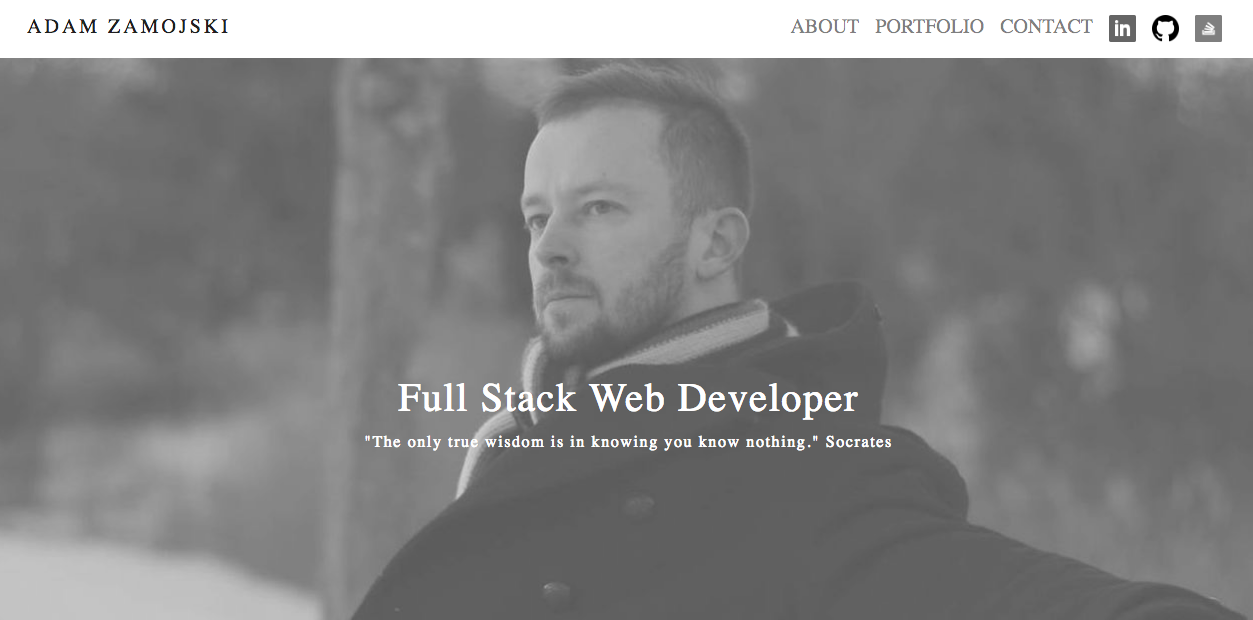 ADAM ZAMOJSKI
ABOUT PORTFOLIO CONTACT in
Full Stack Web Developer
"The only true wisdom is in knowing you know nothing." Socrates